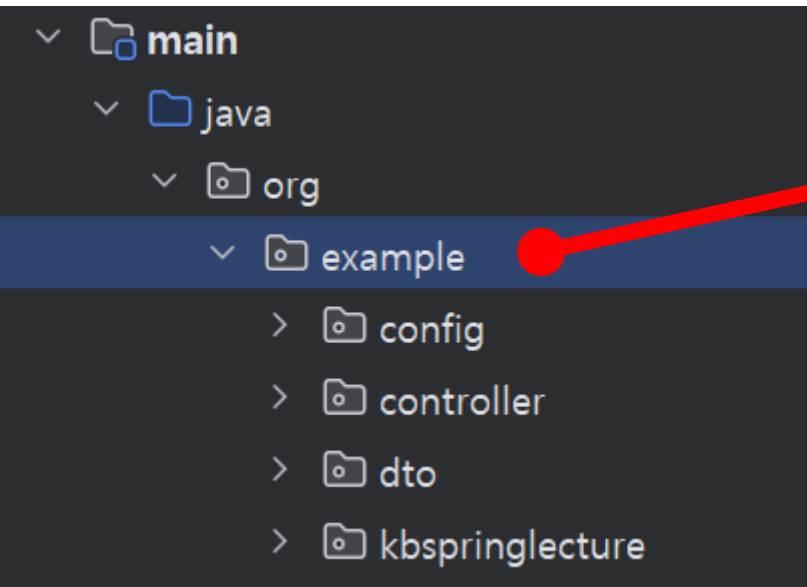 main
java
org
example
config
controller
dto
kbspringlecture